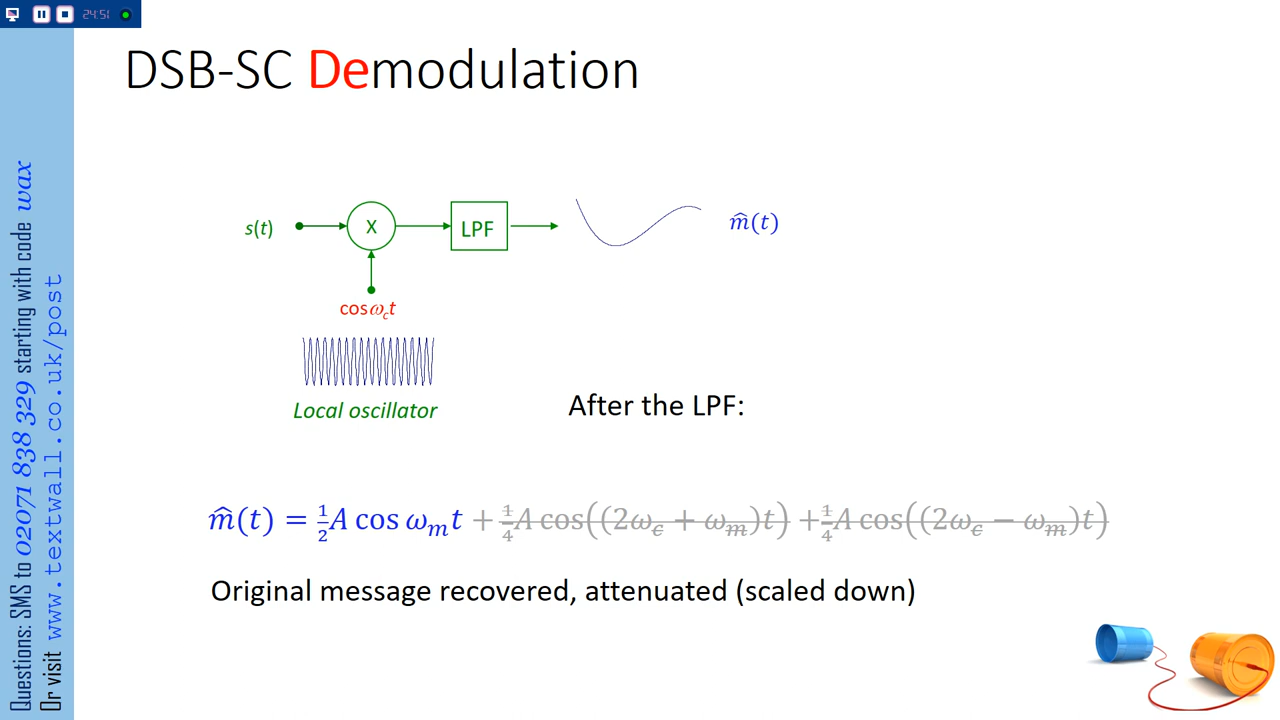 24:51
DSB-SC Demodulation
s(t)
X
LPF
m̂(t)
cosω_c t
Local oscillator
After the LPF:
m̂(t) = ½A cos ω_m t + ¼A cos((2ω_c + ω_m)t) + ¼A cos((2ω_c − ω_m)t)
Original message recovered, attenuated (scaled down)
Questions: SMS to 02071 838 329 starting with code wax
Or visit www.textwall.co.uk/post